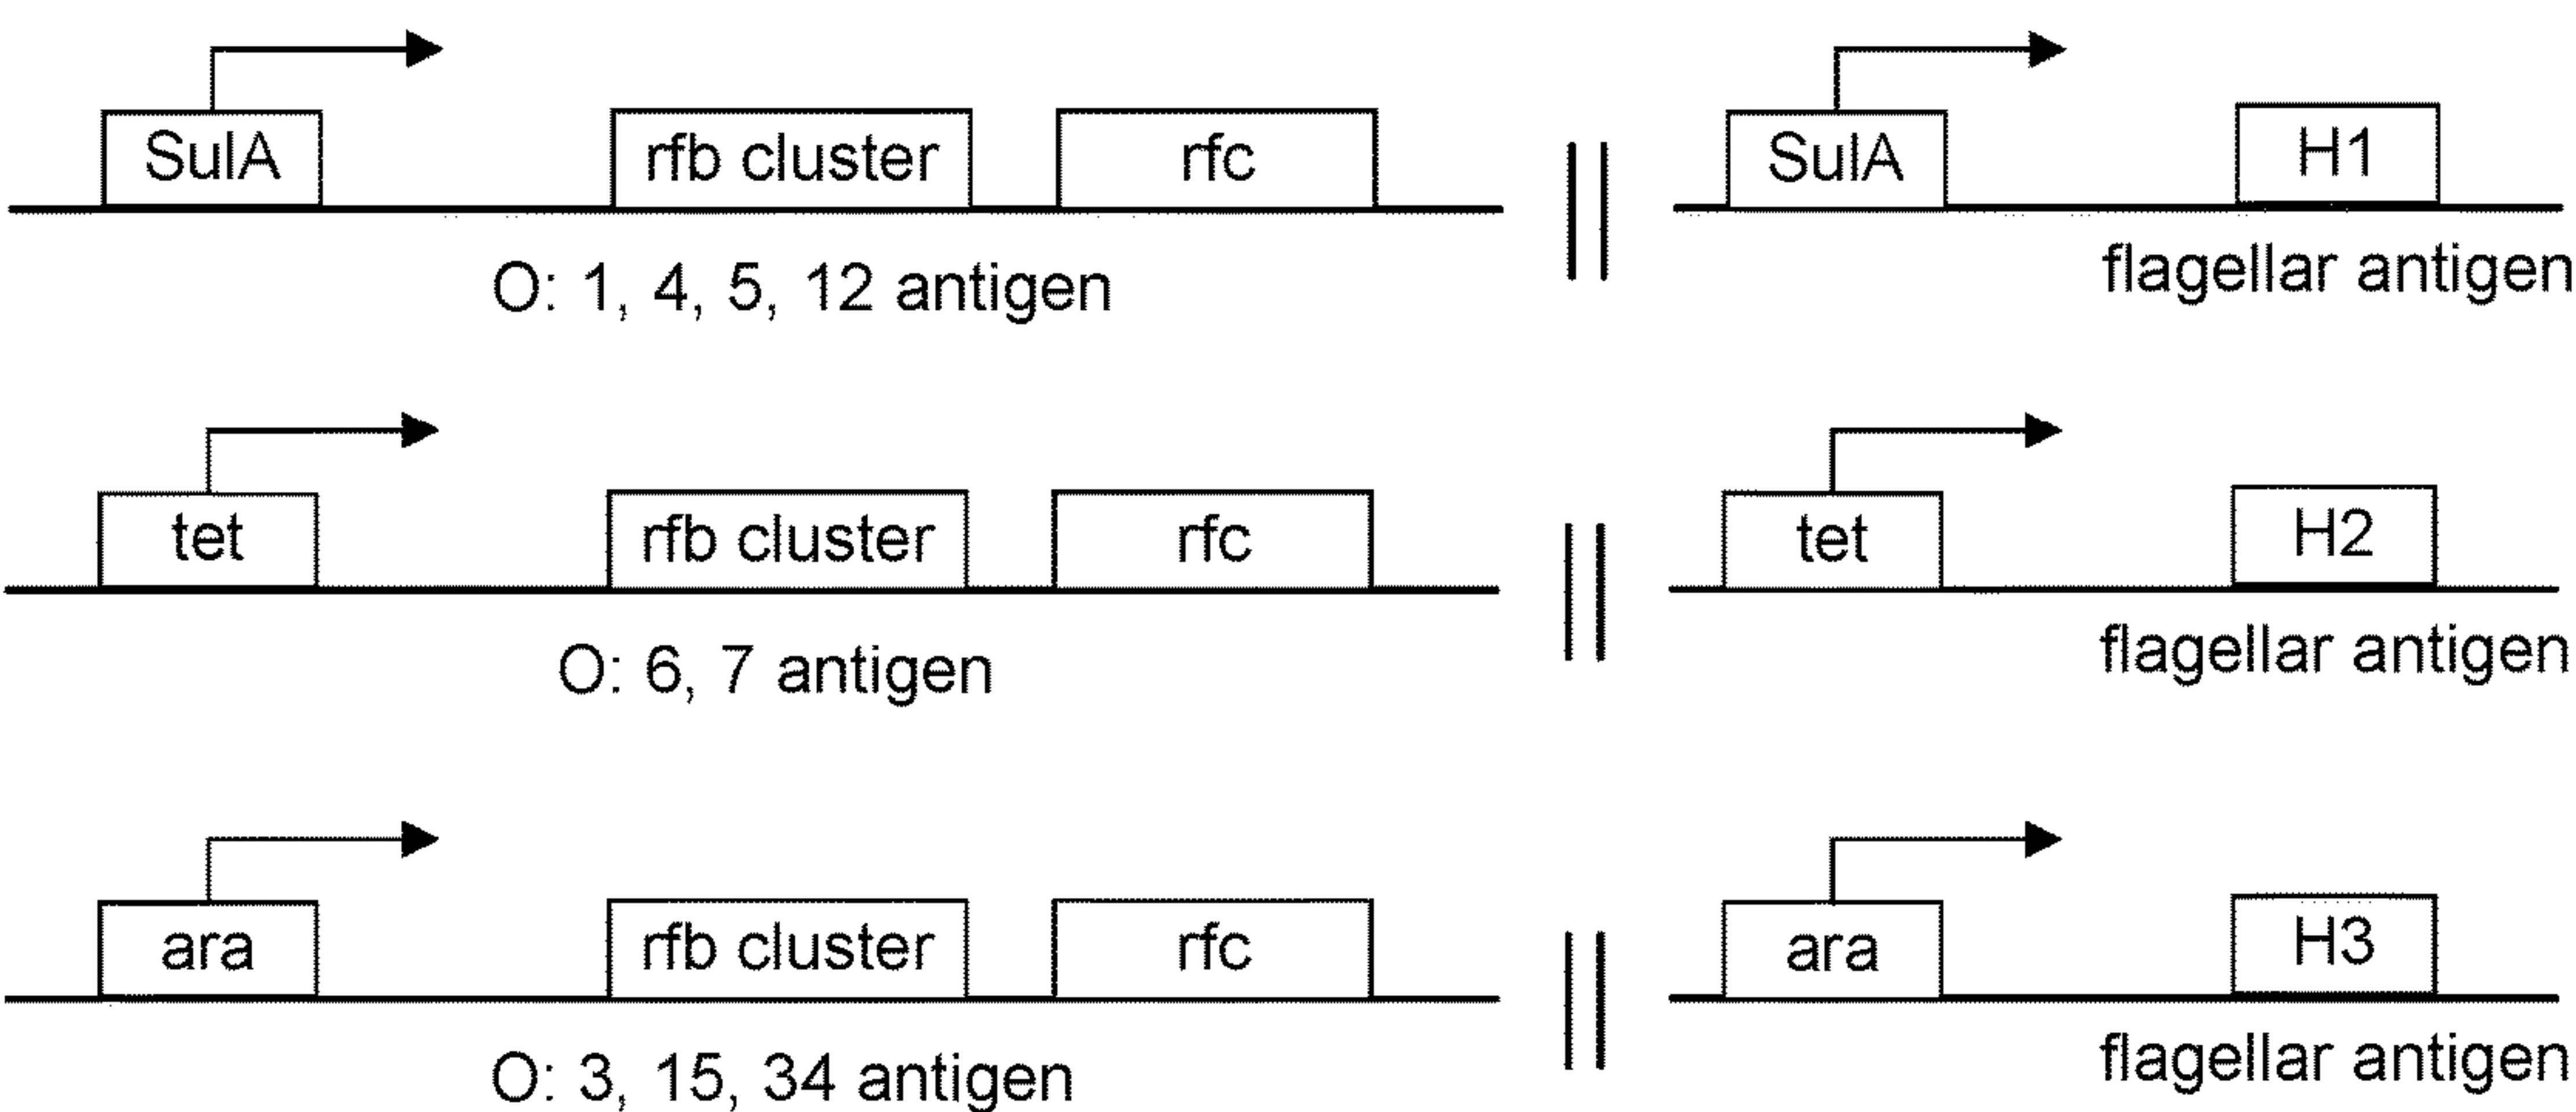 SulA rfb cluster rfc SulA H1
O: 1, 4, 5, 12 antigen flagellar antigen
tet rfb cluster rfc tet H2
O: 6, 7 antigen flagellar antigen
ara rfb cluster rfc ara H3
O: 3, 15, 34 antigen flagellar antigen